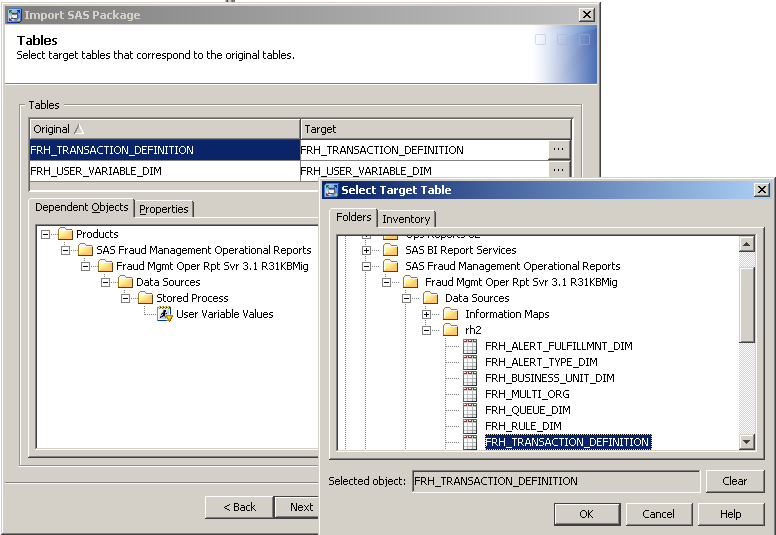 Import SAS Package
Tables
Select target tables that correspond to the original tables.
Tables
Original Target
FRH_TRANSACTION_DEFINITION FRH_TRANSACTION_DEFINITION ...
FRH_USER_VARIABLE_DIM FRH_USER_VARIABLE_DIM ...
Dependent Objects Properties
Products
SAS Fraud Management Operational Reports
Fraud Mgmt Oper Rpt Svr 3.1 R31KBMig
Data Sources
Stored Process
User Variable Values
< Back Next
Select Target Table
Folders Inventory
SAS BI Report Services
SAS Fraud Management Operational Reports
Fraud Mgmt Oper Rpt Svr 3.1 R31KBMig
Data Sources
Information Maps
rh2
FRH_ALERT_FULFILLMNT_DIM
FRH_ALERT_TYPE_DIM
FRH_BUSINESS_UNIT_DIM
FRH_MULTI_ORG
FRH_QUEUE_DIM
FRH_RULE_DIM
FRH_TRANSACTION_DEFINITION
Selected object: FRH_TRANSACTION_DEFINITION Clear
OK Cancel Help